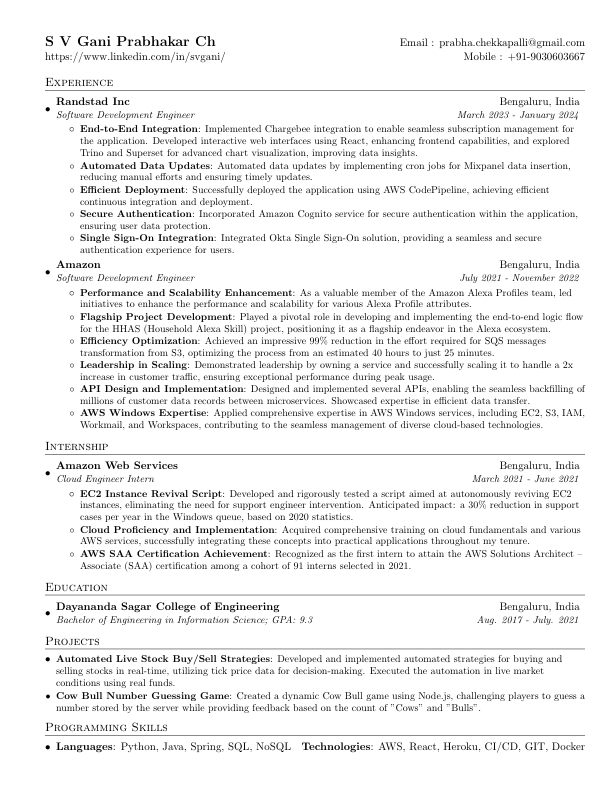 S V Gani Prabhakar Ch Email : prabha.chekkapalli@gmail.com
https://www.linkedin.com/in/svgani/ Mobile : +91-9030603667
Experience
• Randstad Inc Bengaluru, India
Software Development Engineer March 2023 - January 2024
◦ End-to-End Integration: Implemented Chargebee integration to enable seamless subscription management for
the application. Developed interactive web interfaces using React, enhancing frontend capabilities, and explored
Trino and Superset for advanced chart visualization, improving data insights.
◦ Automated Data Updates: Automated data updates by implementing cron jobs for Mixpanel data insertion,
reducing manual efforts and ensuring timely updates.
◦ Efficient Deployment: Successfully deployed the application using AWS CodePipeline, achieving efficient
continuous integration and deployment.
◦ Secure Authentication: Incorporated Amazon Cognito service for secure authentication within the application,
ensuring user data protection.
◦ Single Sign-On Integration: Integrated Okta Single Sign-On solution, providing a seamless and secure
authentication experience for users.
• Amazon Bengaluru, India
Software Development Engineer July 2021 - November 2022
◦ Performance and Scalability Enhancement: As a valuable member of the Amazon Alexa Profiles team, led
initiatives to enhance the performance and scalability for various Alexa Profile attributes.
◦ Flagship Project Development: Played a pivotal role in developing and implementing the end-to-end logic flow
for the HHAS (Household Alexa Skill) project, positioning it as a flagship endeavor in the Alexa ecosystem.
◦ Efficiency Optimization: Achieved an impressive 99% reduction in the effort required for SQS messages
transformation from S3, optimizing the process from an estimated 40 hours to just 25 minutes.
◦ Leadership in Scaling: Demonstrated leadership by owning a service and successfully scaling it to handle a 2x
increase in customer traffic, ensuring exceptional performance during peak usage.
◦ API Design and Implementation: Designed and implemented several APIs, enabling the seamless backfilling of
millions of customer data records between microservices. Showcased expertise in efficient data transfer.
◦ AWS Windows Expertise: Applied comprehensive expertise in AWS Windows services, including EC2, S3, IAM,
Workmail, and Workspaces, contributing to the seamless management of diverse cloud-based technologies.
Internship
• Amazon Web Services Bengaluru, India
Cloud Engineer Intern March 2021 - June 2021
◦ EC2 Instance Revival Script: Developed and rigorously tested a script aimed at autonomously reviving EC2
instances, eliminating the need for support engineer intervention. Anticipated impact: a 30% reduction in support
cases per year in the Windows queue, based on 2020 statistics.
◦ Cloud Proficiency and Implementation: Acquired comprehensive training on cloud fundamentals and various
AWS services, successfully integrating these concepts into practical applications throughout my tenure.
◦ AWS SAA Certification Achievement: Recognized as the first intern to attain the AWS Solutions Architect –
Associate (SAA) certification among a cohort of 91 interns selected in 2021.
Education
• Dayananda Sagar College of Engineering Bengaluru, India
Bachelor of Engineering in Information Science; GPA: 9.3 Aug. 2017 - July. 2021
Projects
• Automated Live Stock Buy/Sell Strategies: Developed and implemented automated strategies for buying and
selling stocks in real-time, utilizing tick price data for decision-making. Executed the automation in live market
conditions using real funds.
• Cow Bull Number Guessing Game: Created a dynamic Cow Bull game using Node.js, challenging players to guess a
number stored by the server while providing feedback based on the count of "Cows" and "Bulls".
Programming Skills
• Languages: Python, Java, Spring, SQL, NoSQL Technologies: AWS, React, Heroku, CI/CD, GIT, Docker